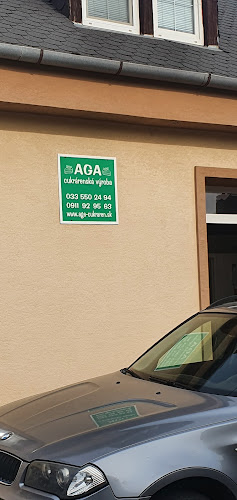 AGA
cukrárenská výroba
033 550 24 94
0911 92 95 63
www.aga-cukraren.sk